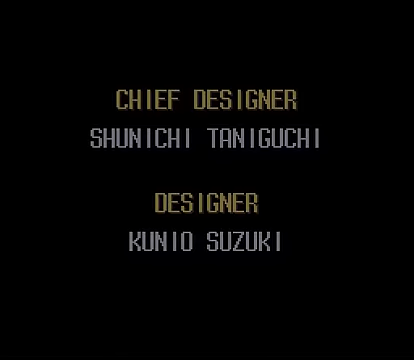 CHIEF DESIGNER
SHUNICHI TANIGUCHI
DESIGNER
KUNIO SUZUKI